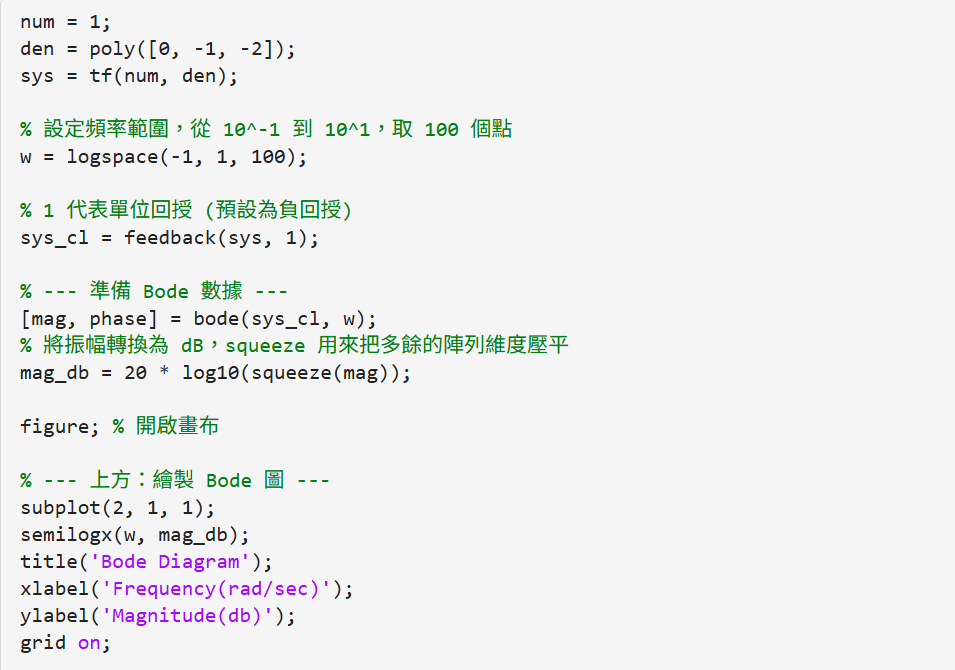 num = 1;
den = poly([0, -1, -2]);
sys = tf(num, den);
% 設定頻率範圍，從 10^-1 到 10^1，取 100 個點
w = logspace(-1, 1, 100);
% 1 代表單位回授 (預設為負回授)
sys_cl = feedback(sys, 1);
% --- 準備 Bode 數據 ---
[mag, phase] = bode(sys_cl, w);
% 將振幅轉換為 dB，squeeze 用來把多餘的陣列維度壓平
mag_db = 20 * log10(squeeze(mag));
figure; % 開啟畫布
% --- 上方：繪製 Bode 圖 ---
subplot(2, 1, 1);
semilogx(w, mag_db);
title('Bode Diagram');
xlabel('Frequency(rad/sec)');
ylabel('Magnitude(db)');
grid on;